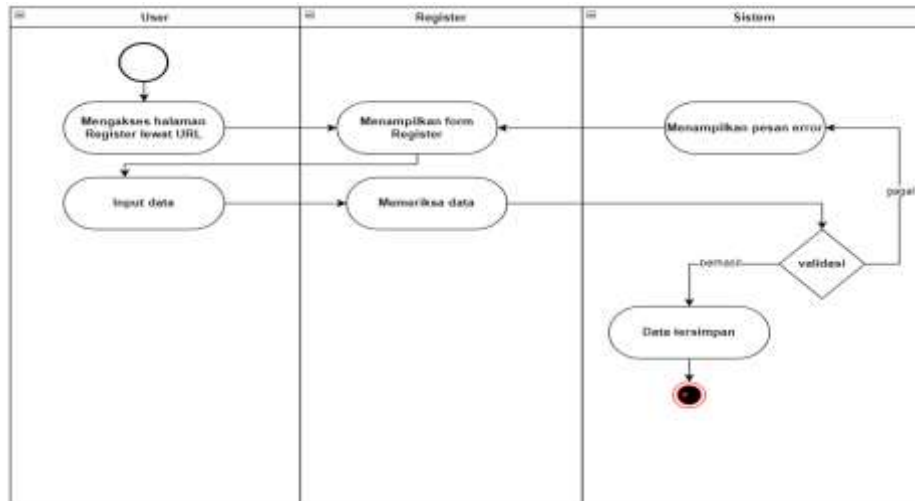 User
Register
Sistem
Mengakses halaman
Register lewat URL
Menampilkan form
Register
Menampilkan pesan error
Input data
Memeriksa data
gagal
validasi
Data tersimpan